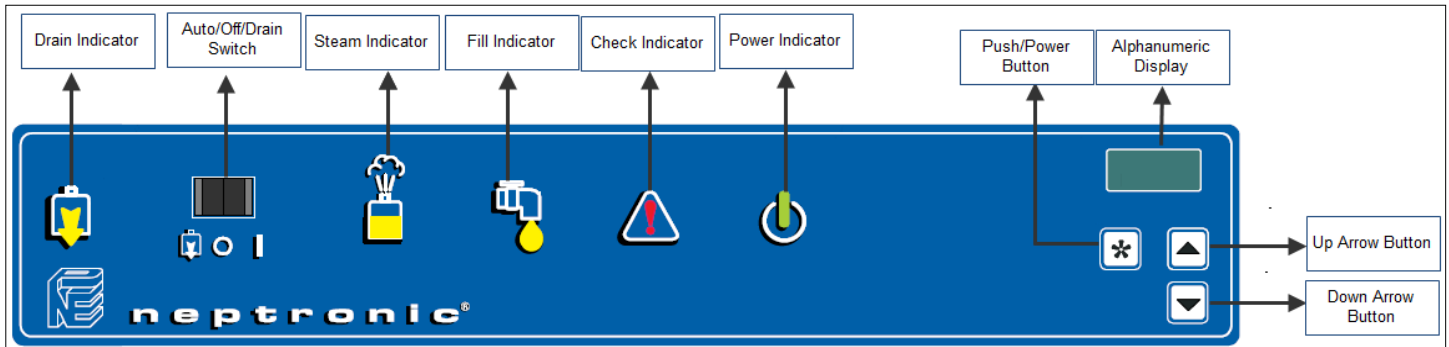 Drain Indicator
Auto/Off/Drain
Switch
Steam Indicator
Fill Indicator
Check Indicator
Power Indicator
Push/Power
Button
Alphanumeric
Display
Up Arrow Button
Down Arrow
Button
neptronic®